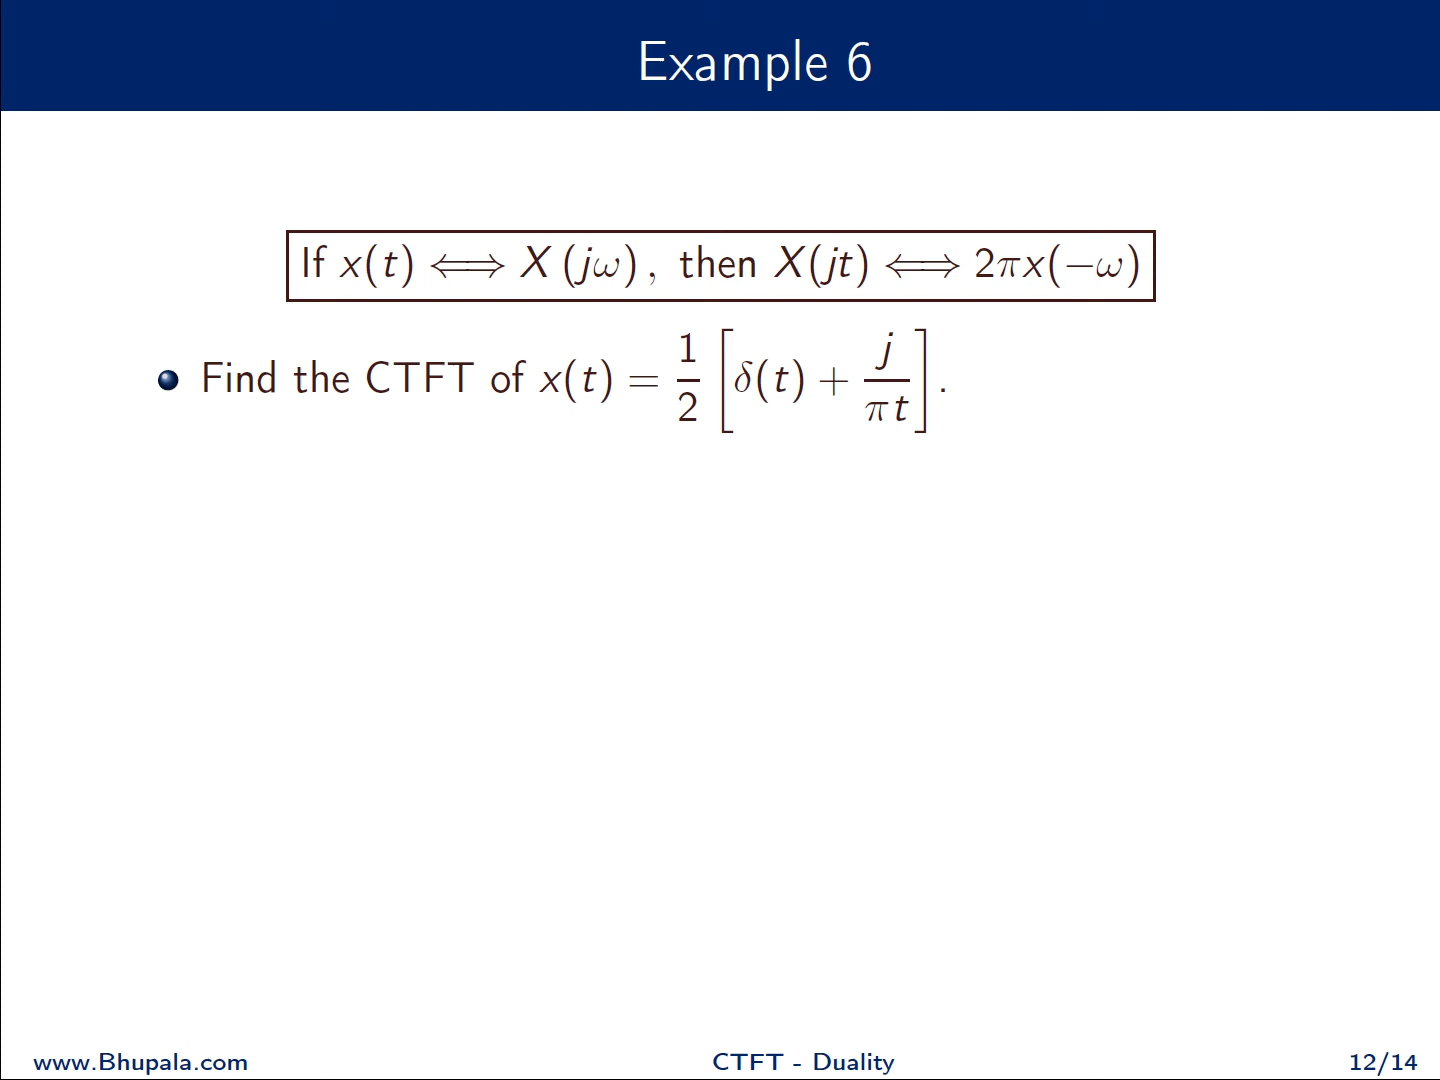 Example 6
If x(t) ⟺ X (jω), then X(jt) ⟺ 2πx(−ω)
Find the CTFT of x(t) = 1/2 [δ(t) + j/πt].
www.Bhupala.com CTFT - Duality 12/14